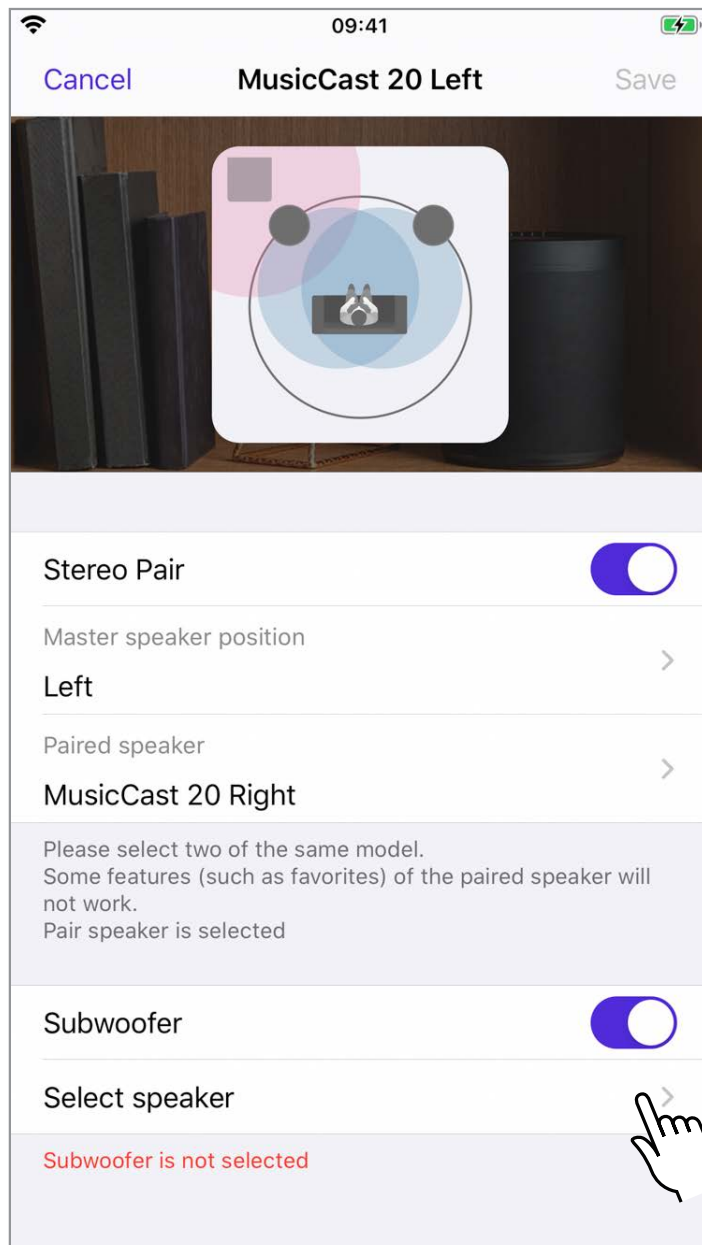 09:41
Cancel MusicCast 20 Left Save
Stereo Pair
Master speaker position
Left
Paired speaker
MusicCast 20 Right
Please select two of the same model.
Some features (such as favorites) of the paired speaker will
not work.
Pair speaker is selected
Subwoofer
Select speaker
Subwoofer is not selected